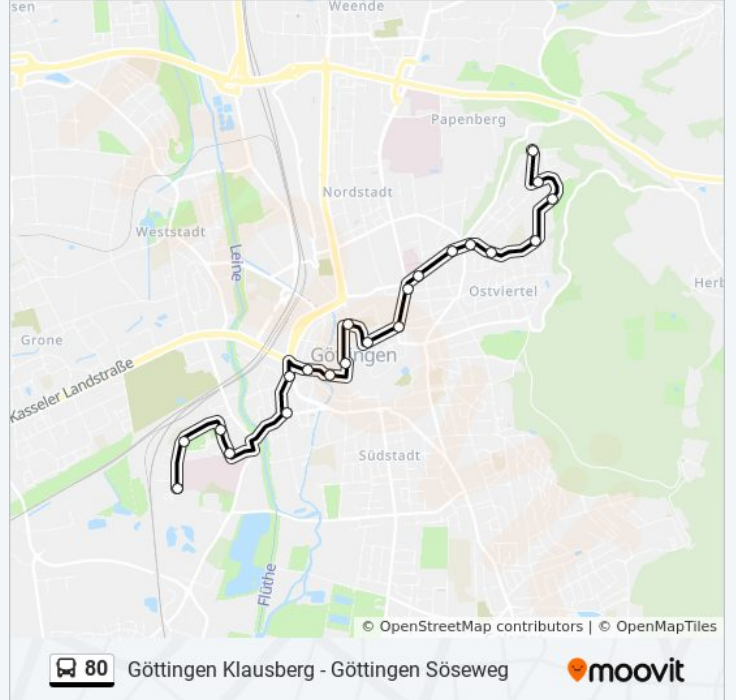 sen
Weende
Papenberg
Nordstadt
Weststadt
Leine
Ostviertel
Herb
Grone
Göttingen
Kasseler Landstraße
Südstadt
Flüthe
© OpenStreetMap contributors | © OpenMapTiles
80 Göttingen Klausberg - Göttingen Söseweg
moovit